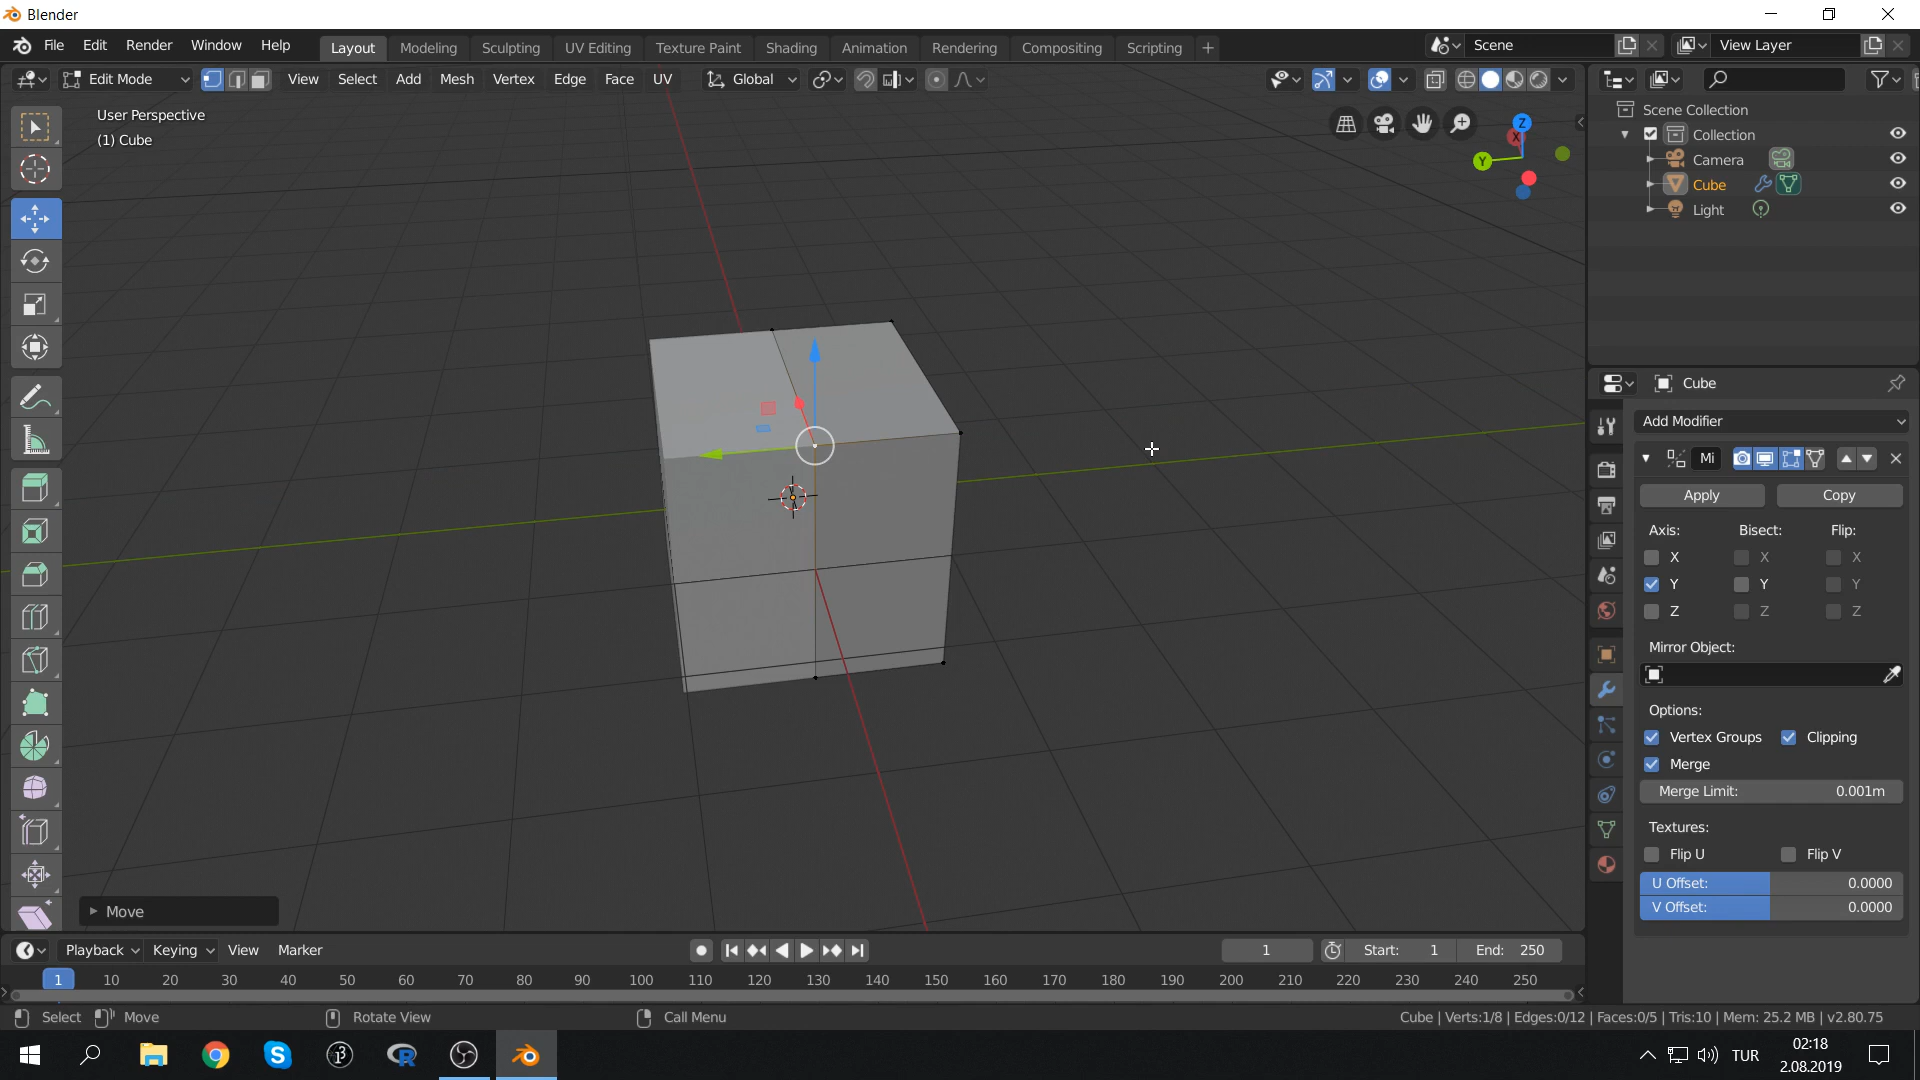 Blender
File Edit Render Window Help
Layout Modeling Sculpting UV Editing Texture Paint Shading Animation Rendering Compositing Scripting +
Scene
View Layer
Edit Mode
View Select Add Mesh Vertex Edge Face UV
Global
User Perspective
(1) Cube
Z
X
Y
Scene Collection
Collection
Camera
Cube
Light
Cube
Add Modifier
Mi
Apply Copy
Axis: Bisect: Flip:
X X X
Y Y Y
Z Z Z
Mirror Object:
Options:
Vertex Groups Clipping
Merge
Merge Limit: 0.001m
Textures:
Flip U Flip V
U Offset: 0.0000
V Offset: 0.0000
Move
Playback Keying View Marker
1 Start: 1 End: 250
1 10 20 30 40 50 60 70 80 90 100 110 120 130 140 150 160 170 180 190 200 210 220 230 240 250
Select Move Rotate View Call Menu
Cube | Verts:1/8 | Edges:0/12 | Faces:0/5 | Tris:10 | Mem: 25.2 MB | v2.80.75
TUR
02:18
2.08.2019